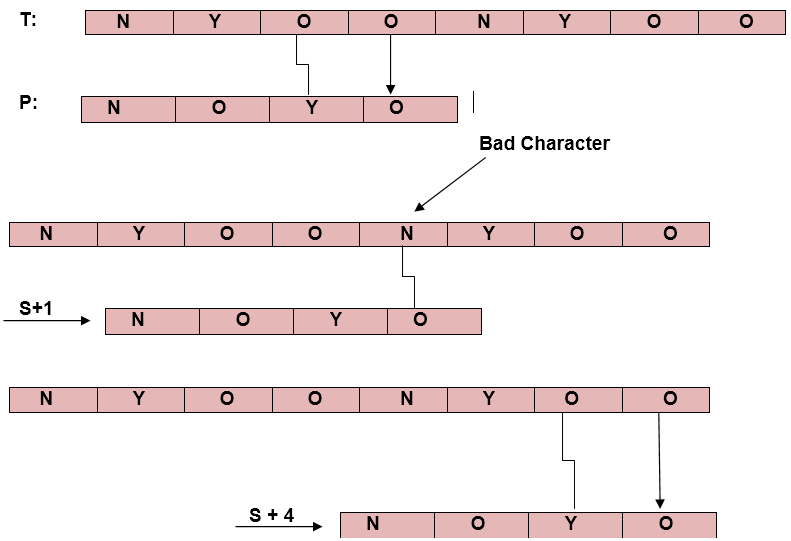 T: N Y O O N Y O O
P: N O Y O
Bad Character
N Y O O N Y O O
S+1 N O Y O
N Y O O N Y O O
S + 4 N O Y O